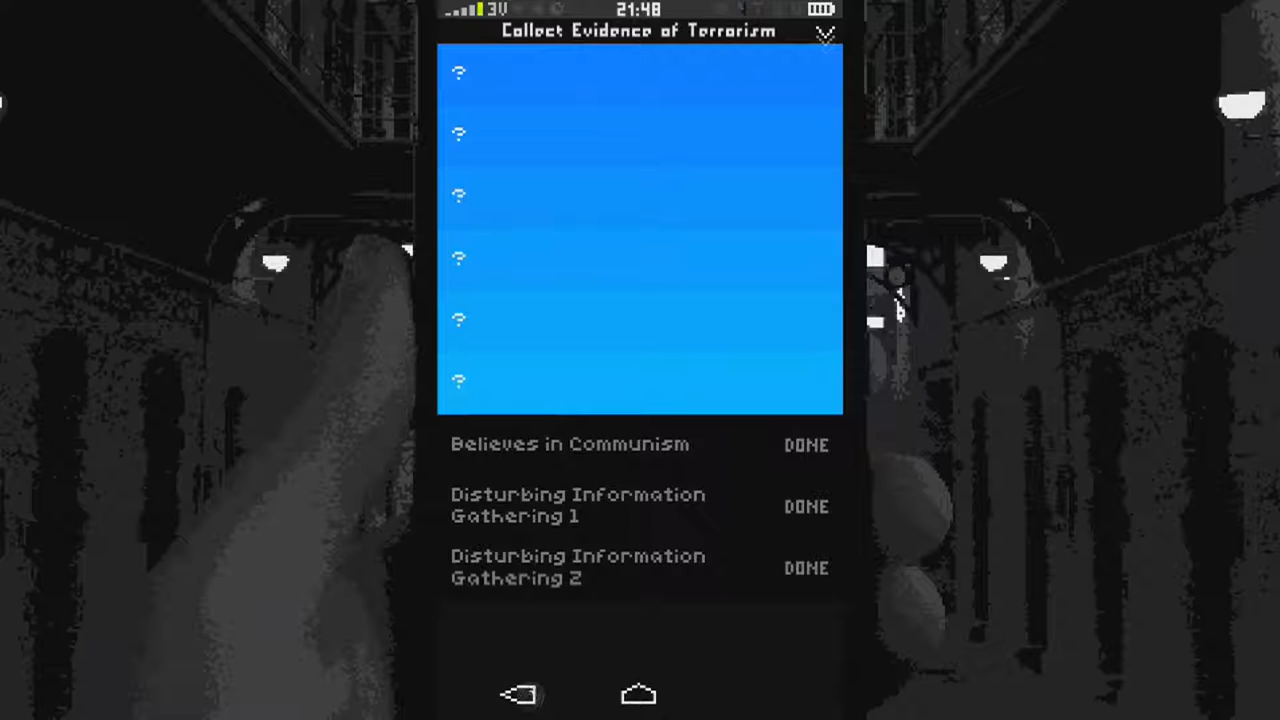 3V 21:48
Collect Evidence of Terrorism
?
?
?
?
?
?
Believes in Communism DONE
Disturbing Information
Gathering 1 DONE
Disturbing Information
Gathering 2 DONE